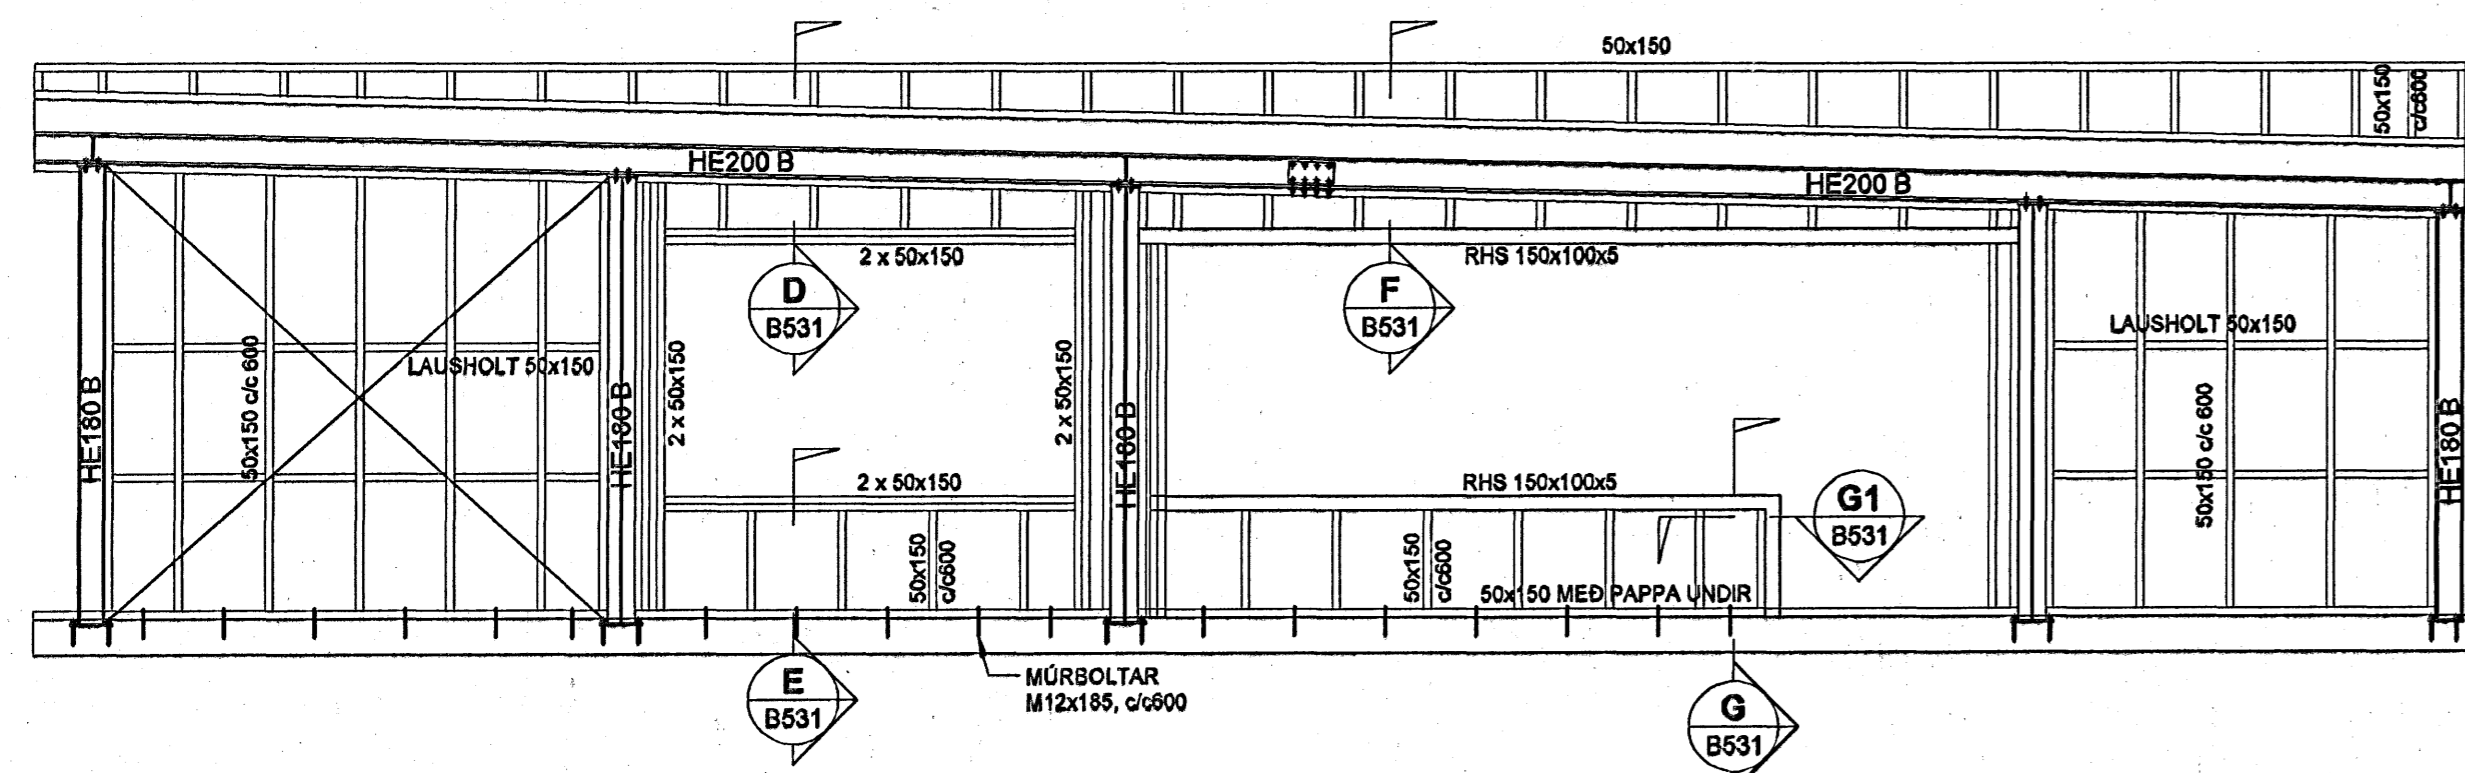 50x150
50x150
c/c600
HE200 B
HE200 B
2 x 50x150
RHS 150x100x5
D
B531
F
B531
LAUSHOLT 50x150
LAUSHOLT 50x150
HE180 B
50x150 c/c 600
HE180 B
2 x 50x150
2 x 50x150
HE180 B
50x150 c/c 600
HE180 B
2 x 50x150
RHS 150x100x5
G1
B531
50x150
c/c600
50x150
c/c600
50x150 MEÐ PAPPA UNDIR
E
B531
MÚRBOLTAR
M12x185, c/c600
G
B531